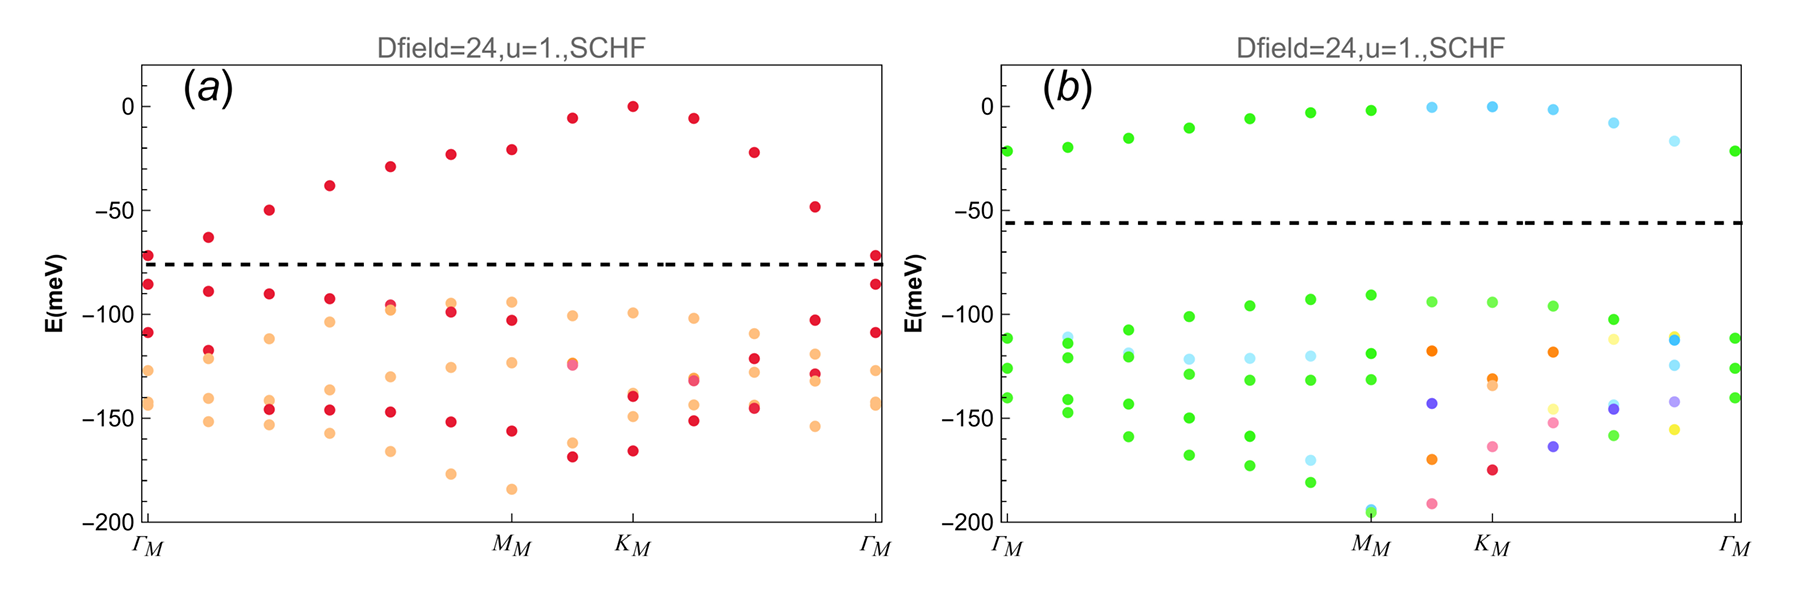 Dfield=24,u=1.,SCHF
(a)
E(meV)
0
−50
−100
−150
−200
ΓM
MM
KM
ΓM
Dfield=24,u=1.,SCHF
(b)
E(meV)
0
−50
−100
−150
−200
ΓM
MM
KM
ΓM